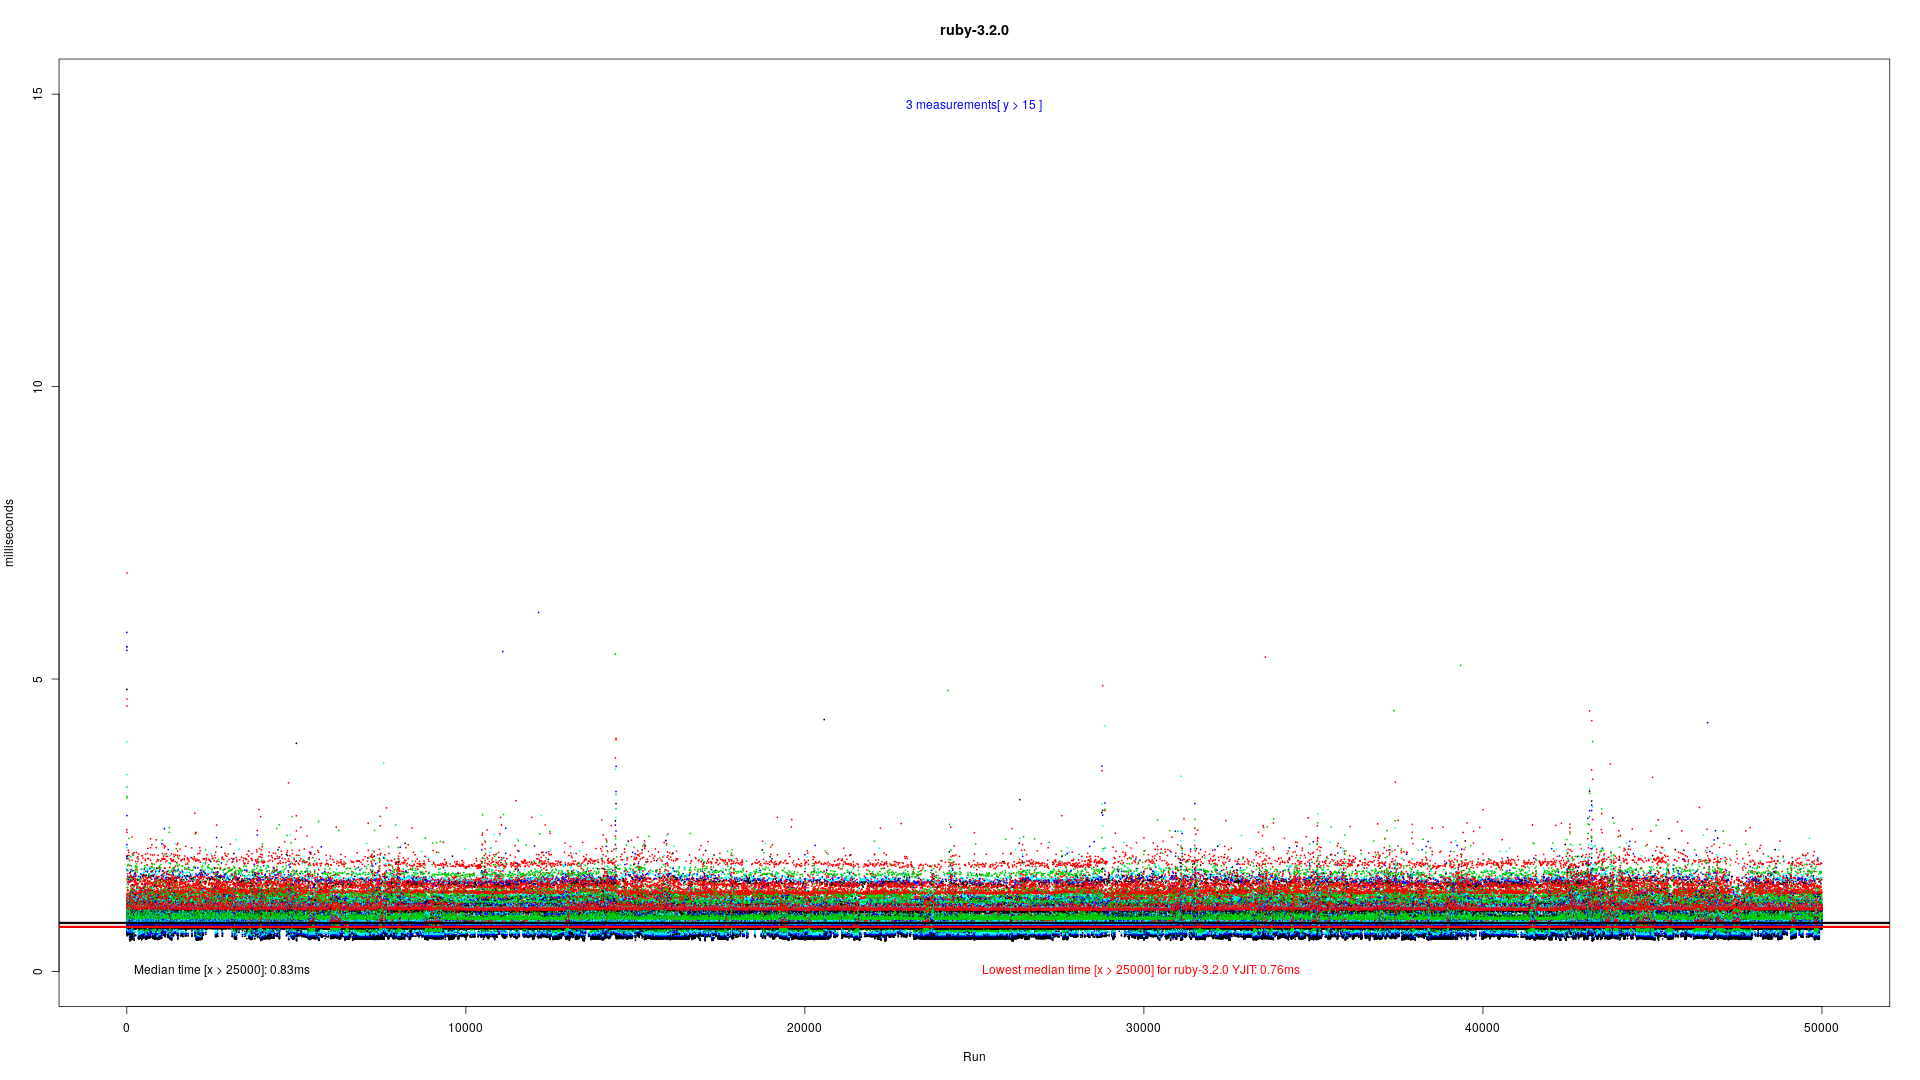 ruby-3.2.0
3 measurements[ y > 15 ]
15
10
5
0
milliseconds
Median time [x > 25000]: 0.83ms
Lowest median time [x > 25000] for ruby-3.2.0 YJIT: 0.76ms
0
10000
20000
30000
40000
50000
Run